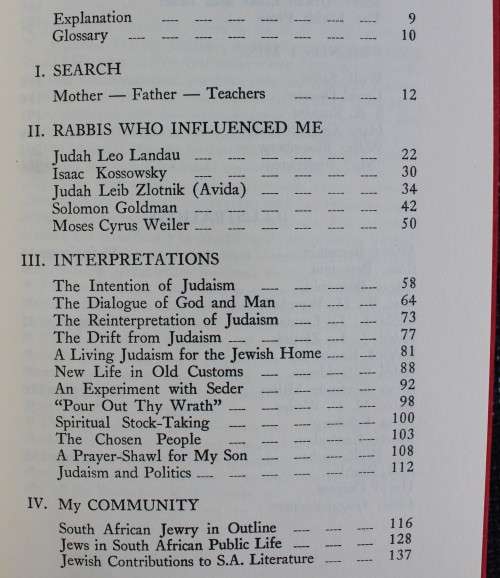 Explanation — — — — — 9
Glossary — — — — — — 10
I. SEARCH
Mother — Father — Teachers — — — 12
II. RABBIS WHO INFLUENCED ME
Judah Leo Landau — — — — — 22
Isaac Kossowsky — — — — — 30
Judah Leib Zlotnik (Avida) — — — — 34
Solomon Goldman — — — — — 42
Moses Cyrus Weiler — — — — — 50
III. INTERPRETATIONS
The Intention of Judaism — — — — 58
The Dialogue of God and Man — — — 64
The Reinterpretation of Judaism — — — 73
The Drift from Judaism — — — — 77
A Living Judaism for the Jewish Home — — 81
New Life in Old Customs — — — — 88
An Experiment with Seder — — — — 92
"Pour Out Thy Wrath" — — — — — 98
Spiritual Stock-Taking — — — — 100
The Chosen People — — — — 103
A Prayer-Shawl for My Son — — — 108
Judaism and Politics — — — — — 112
IV. My COMMUNITY
South African Jewry in Outline — — — 116
Jews in South African Public Life — — — 128
Jewish Contributions to S.A. Literature — — 137